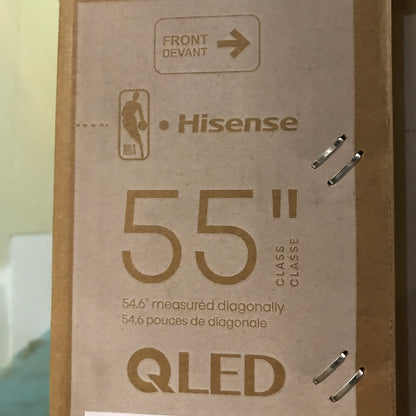 FRONT
DEVANT
NBA
• Hisense
55"
CLASS
CLASSE
54.6" measured diagonally
54.6 pouces de diagonale
QLED